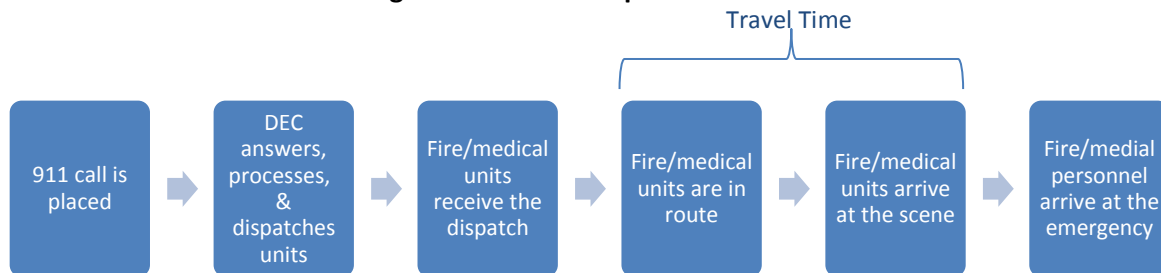 Travel Time
911 call is
placed
DEC
answers,
processes,
&
dispatches
units
Fire/medical
units
receive the
dispatch
Fire/medical
units are in
route
Fire/medical
units arrive
at the scene
Fire/medial
personnel
arrive at the
emergency